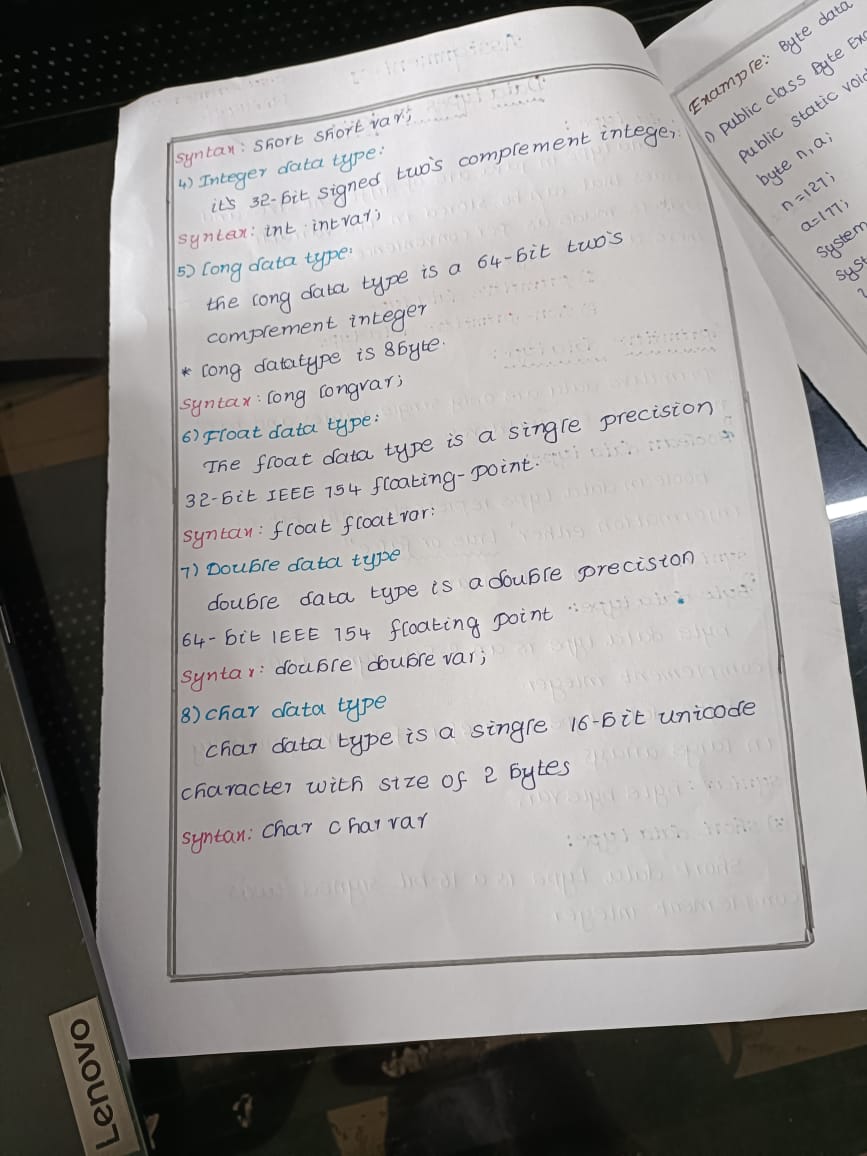 Syntax: Short Short var;
4) Integer data type:
it's 32-bit signed two's complement integer
syntax: int intvar;
5) long data type:
the long data type is a 64-bit two's
complement integer
* long datatype is 8byte.
Syntax: long longvar;
6) Float data type:
The float data type is a single precision
32-bit IEEE 754 floating-point.
Syntax: float floatvar:
7) Double data type
double data type is a double precision
64-bit IEEE 754 floating point
Syntax: double double var;
8) char data type
char data type is a single 16-bit unicode
character with size of 2 bytes
Syntax: Char charvar
Example: Byte data
1) public class Byte
public static void
byte n,a;
n=127;
a=177;
system
syst
Lenovo